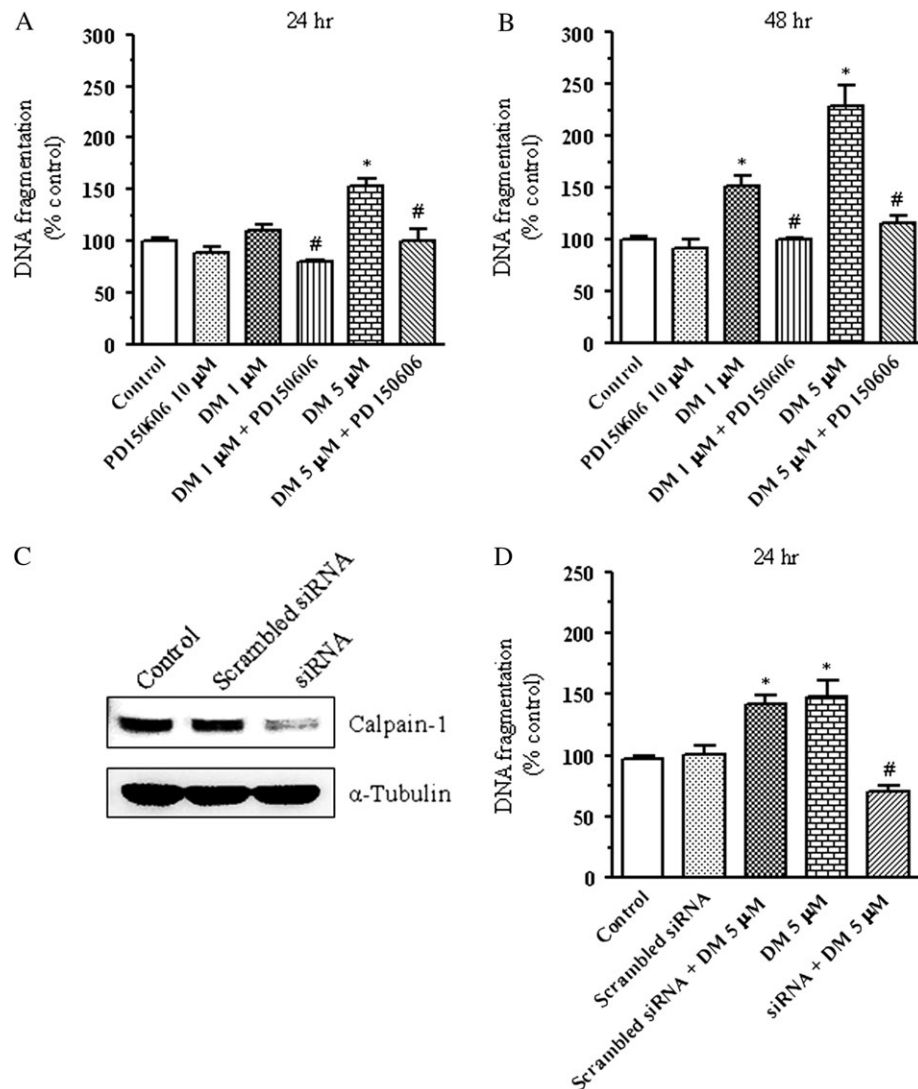 A
24 hr
DNA fragmentation
(% control)
300
250
200
150
100
50
0
*
#
#
Control
PD150606 10 μM
DM 1 μM
DM 1 μM + PD150606
DM 5 μM
DM 5 μM + PD 150606
B
48 hr
DNA fragmentation
(% control)
300
250
200
150
100
50
0
*
*
#
#
Control
PD150606 10 μM
DM 1 μM
DM 1 μM + PD150606
DM 5 μM
DM 5 μM + PD 150606
C
Control
Scrambled siRNA
siRNA
Calpain-1
α-Tubulin
D
24 hr
DNA fragmentation
(% control)
250
200
150
100
50
0
*
*
#
Control
Scrambled siRNA
Scrambled siRNA + DM 5 μM
DM 5 μM
siRNA + DM 5 μM